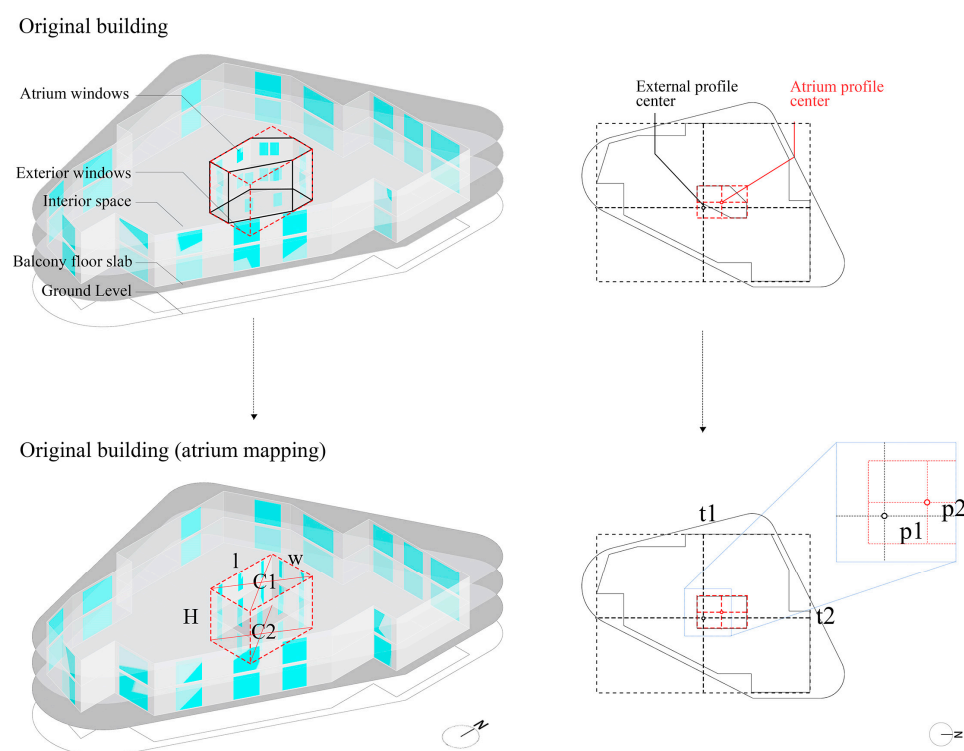 Original building
Atrium windows
Exterior windows
Interior space
Balcony floor slab
Ground Level
External profile
center
Atrium profile
center
Original building (atrium mapping)
l
w
C1
H
C2
N
t1
t2
p1
p2
N